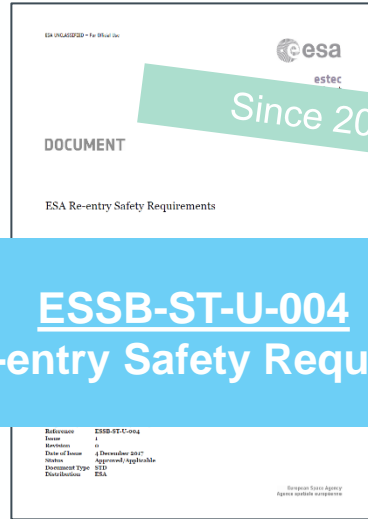 ESA UNCLASSIFIED – For Official Use
esa
estec
Since 20
DOCUMENT
ESA Re-entry Safety Requirements
ESSB-ST-U-004
-entry Safety Requi
Reference ESSB-ST-U-004
Issue 1
Revision 0
Date of Issue 4 December 2017
Status Approved/Applicable
Document Type STD
Distribution ESA
European Space Agency
Agence spatiale européenne